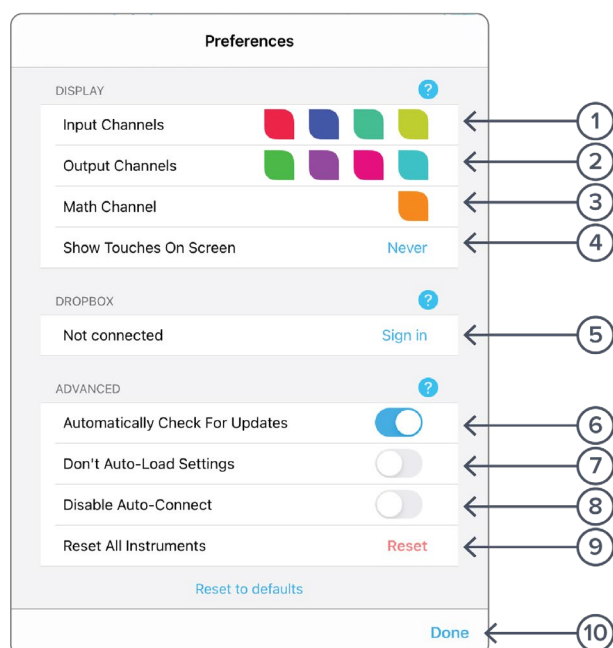 Preferences
DISPLAY ?
Input Channels 1
Output Channels 2
Math Channel 3
Show Touches On Screen Never 4
DROPBOX ?
Not connected Sign in 5
ADVANCED ?
Automatically Check For Updates 6
Don't Auto-Load Settings 7
Disable Auto-Connect 8
Reset All Instruments Reset 9
Reset to defaults
Done 10